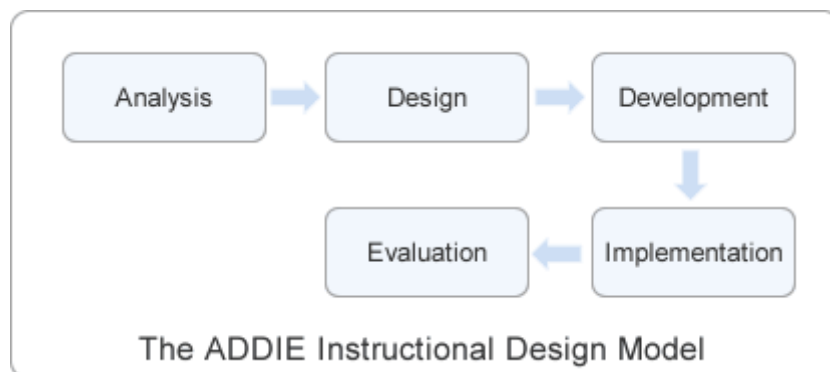 Analysis
Design
Development
Implementation
Evaluation
The ADDIE Instructional Design Model